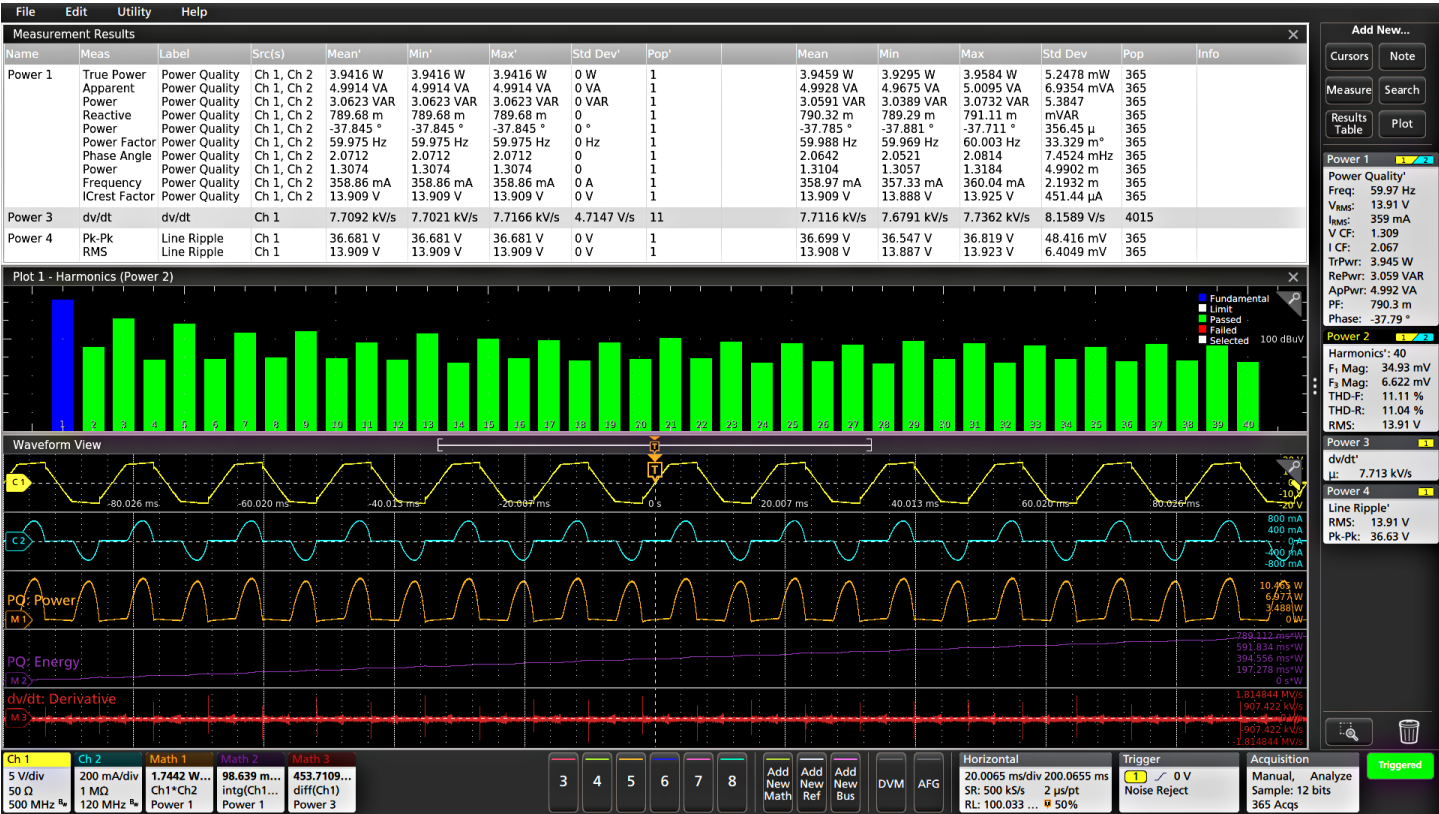 File Edit Utility Help
Measurement Results
Name Meas Label Src(s) Mean' Min' Max' Std Dev' Pop' Mean Min Max Std Dev Pop Info
Power 1 True Power Power Quality Ch 1, Ch 2 3.9416 W 3.9416 W 3.9416 W 0 W 1 3.9459 W 3.9295 W 3.9584 W 5.2478 mW 365
Apparent Power Quality Ch 1, Ch 2 4.9914 VA 4.9914 VA 4.9914 VA 0 VA 1 4.9928 VA 4.9675 VA 5.0095 VA 6.9354 mVA 365
Power Power Quality Ch 1, Ch 2 3.0623 VAR 3.0623 VAR 3.0623 VAR 0 VAR 1 3.0591 VAR 3.0389 VAR 3.0732 VAR 5.3847 365
Reactive Power Quality Ch 1, Ch 2 789.68 m 789.68 m 789.68 m 0 1 790.32 m 789.29 m 791.11 m mVAR 365
Power Power Quality Ch 1, Ch 2 -37.845 ° -37.845 ° -37.845 ° 0 ° 1 -37.785 ° -37.881 ° -37.711 ° 356.45 µ 365
Power Factor Power Quality Ch 1, Ch 2 59.975 Hz 59.975 Hz 59.975 Hz 0 Hz 1 59.988 Hz 59.969 Hz 60.003 Hz 33.329 m° 365
Phase Angle Power Quality Ch 1, Ch 2 2.0712 2.0712 2.0712 0 1 2.0642 2.0521 2.0814 7.4524 mHz 365
Power Power Quality Ch 1, Ch 2 1.3074 1.3074 1.3074 0 1 1.3104 1.3057 1.3184 4.9902 m 365
Frequency Power Quality Ch 1, Ch 2 358.86 mA 358.86 mA 358.86 mA 0 A 1 358.97 mA 357.33 mA 360.04 mA 2.1932 m 365
ICrest Factor Power Quality Ch 1, Ch 2 13.909 V 13.909 V 13.909 V 0 V 1 13.909 V 13.888 V 13.925 V 451.44 µA 365
Power 3 dv/dt dv/dt Ch 1 7.7092 kV/s 7.7021 kV/s 7.7166 kV/s 4.7147 V/s 11 7.7116 kV/s 7.6791 kV/s 7.7362 kV/s 8.1589 V/s 4015
Power 4 Pk-Pk Line Ripple Ch 1 36.681 V 36.681 V 36.681 V 0 V 1 36.699 V 36.547 V 36.819 V 48.416 mV 365
RMS Line Ripple Ch 1 13.909 V 13.909 V 13.909 V 0 V 1 13.908 V 13.887 V 13.923 V 6.4049 mV 365
Plot 1 - Harmonics (Power 2)
Fundamental
Limit
Passed
Failed
Selected
100 dBuV
1 2 3 4 5 6 7 8 9 10 11 12 13 14 15 16 17 18 19 20 21 22 23 24 25 26 27 28 29 30 31 32 33 34 35 36 37 38 39 40
Waveform View
T
T
C 1
-10 V
-20 V
-80.026 ms -60.020 ms -40.013 ms -20.007 ms 0 s 20.007 ms 40.013 ms 60.020 ms 80.026 ms
C 2
800 mA
400 mA
0 A
-400 mA
-800 mA
PQ: Power
M 1
10.465 W
6.977 W
3.488 W
0 W
PQ: Energy
M 2
789.112 ms*W
591.834 ms*W
394.556 ms*W
197.278 ms*W
0 s*W
dv/dt: Derivative
M 3
1.814844 MV/s
907.422 kV/s
-907.422 kV/s
-1.814844 MV/s
Add New...
Cursors Note
Measure Search
Results Table Plot
Power 1 1 2
Power Quality'
Freq: 59.97 Hz
VRMS: 13.91 V
IRMS: 359 mA
V CF: 1.309
I CF: 2.067
TrPwr: 3.945 W
RePwr: 3.059 VAR
ApPwr: 4.992 VA
PF: 790.3 m
Phase: -37.79 °
Power 2 1 2
Harmonics': 40
F₁ Mag: 34.93 mV
F₃ Mag: 6.622 mV
THD-F: 11.11 %
THD-R: 11.04 %
RMS: 13.91 V
Power 3 1
dv/dt'
µ: 7.713 kV/s
Power 4 1
Line Ripple'
RMS: 13.91 V
Pk-Pk: 36.63 V
Ch 1
5 V/div
50 Ω
500 MHz Bw
Ch 2
200 mA/div
1 MΩ
120 MHz Bw
Math 1
1.7442 W...
Ch1*Ch2
Power 1
Math 2
98.639 m...
intg(Ch1...
Power 1
Math 3
453.7109...
diff(Ch1)
Power 3
3 4 5 6 7 8
Add New Math
Add New Ref
Add New Bus
DVM
AFG
Horizontal
20.0065 ms/div 200.0655 ms
SR: 500 kS/s 2 µs/pt
RL: 100.033 ... 50%
Trigger
1 0 V
Noise Reject
Acquisition
Manual, Analyze
Sample: 12 bits
365 Acqs
Triggered